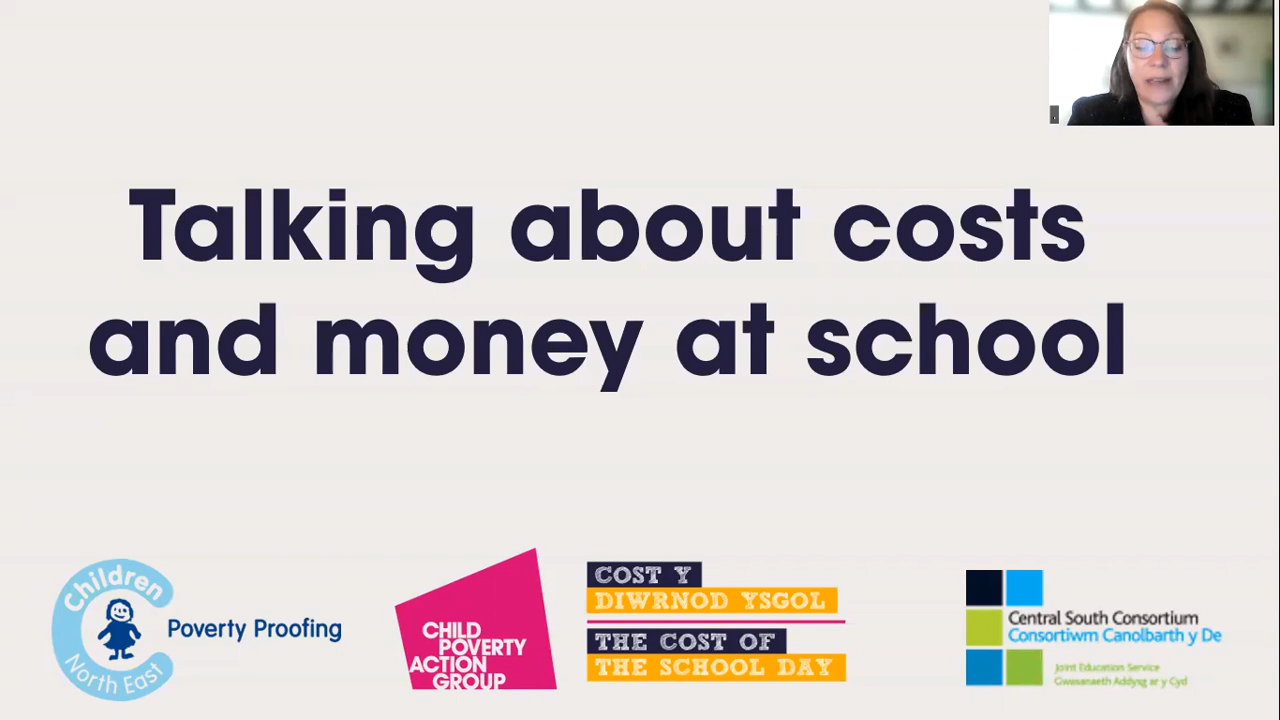 Talking about costs
and money at school
Children
North East
Poverty Proofing
CHILD
POVERTY
ACTION
GROUP
COST Y
DIWRNOD YSGOL
THE COST OF
THE SCHOOL DAY
Central South Consortium
Consortiwm Canolbarth y De
Joint Education Service
Gwasanaeth Addysg ar y Cyd